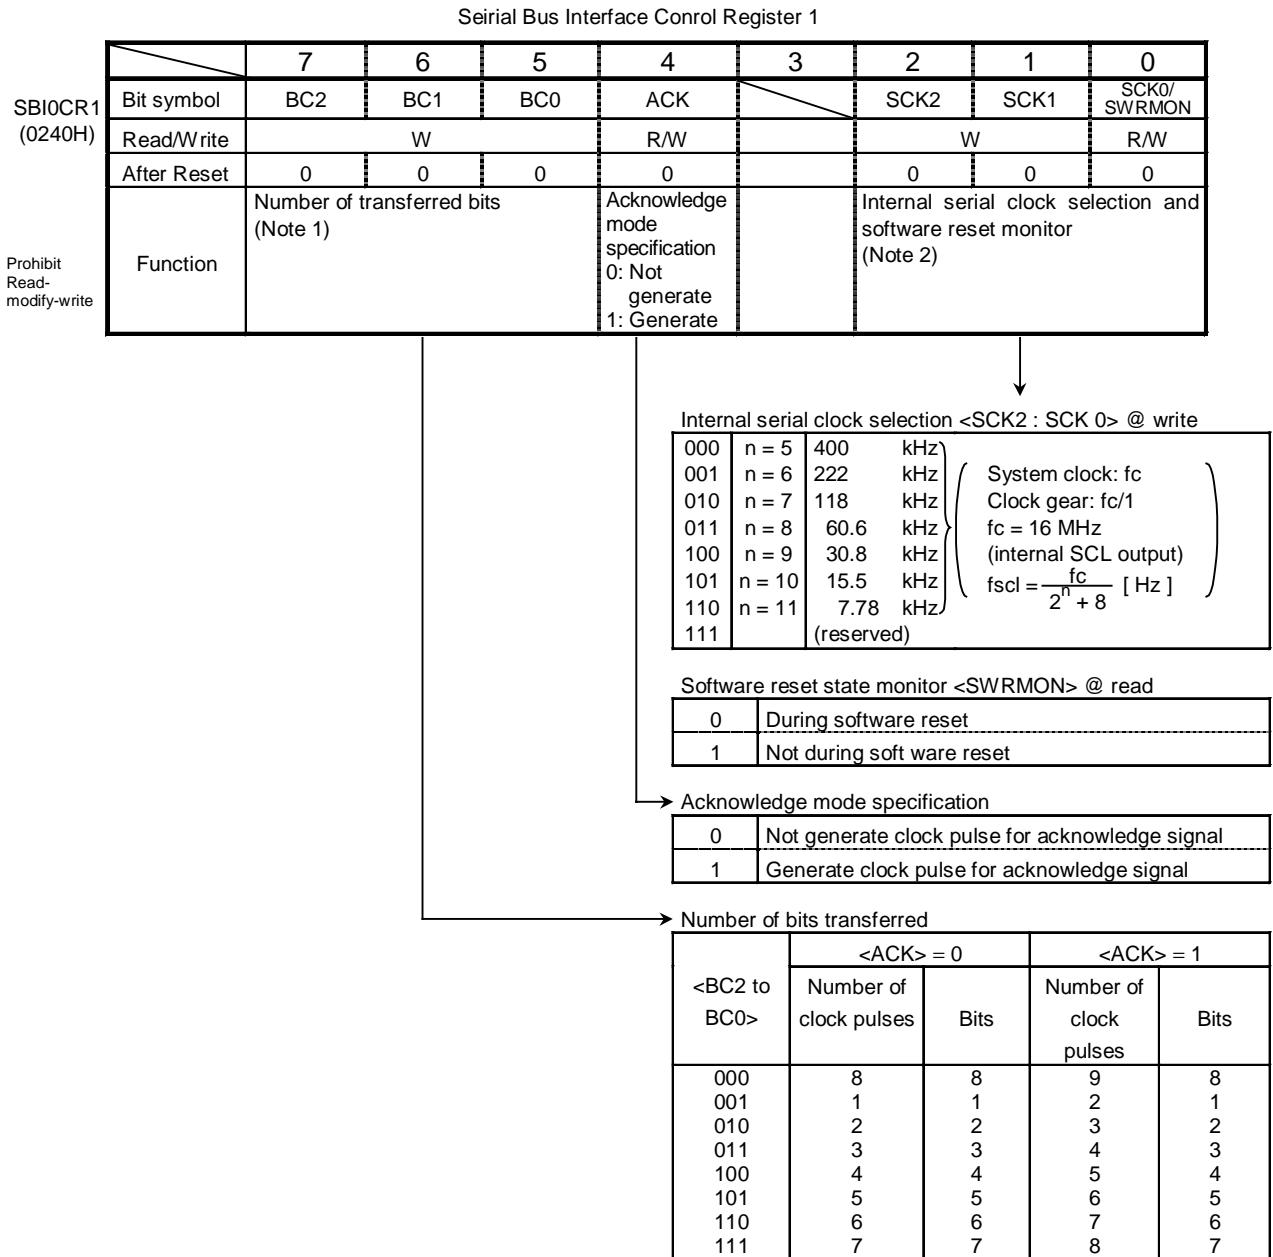 Seirial Bus Interface Conrol Register 1
7 6 5 4 3 2 1 0
SBI0CR1
(0240H)
Bit symbol BC2 BC1 BC0 ACK SCK2 SCK1 SCK0/
SWRMON
Read/Write W R/W W R/W
After Reset 0 0 0 0 0 0 0
Prohibit
Read-
modify-write
Function
Number of transferred bits
(Note 1)
Acknowledge
mode
specification
0: Not
generate
1: Generate
Internal serial clock selection and
software reset monitor
(Note 2)
Internal serial clock selection <SCK2 : SCK 0> @ write
000 n = 5 400 kHz
001 n = 6 222 kHz
010 n = 7 118 kHz
011 n = 8 60.6 kHz
100 n = 9 30.8 kHz
101 n = 10 15.5 kHz
110 n = 11 7.78 kHz
111 (reserved)
System clock: fc
Clock gear: fc/1
fc = 16 MHz
(internal SCL output)
fscl = fc / 2^n + 8 [ Hz ]
Software reset state monitor <SWRMON> @ read
0 During software reset
1 Not during soft ware reset
Acknowledge mode specification
0 Not generate clock pulse for acknowledge signal
1 Generate clock pulse for acknowledge signal
Number of bits transferred
<BC2 to
BC0>
<ACK> = 0 <ACK> = 1
Number of
clock pulses
Bits
Number of
clock
pulses
Bits
000 8 8 9 8
001 1 1 2 1
010 2 2 3 2
011 3 3 4 3
100 4 4 5 4
101 5 5 6 5
110 6 6 7 6
111 7 7 8 7